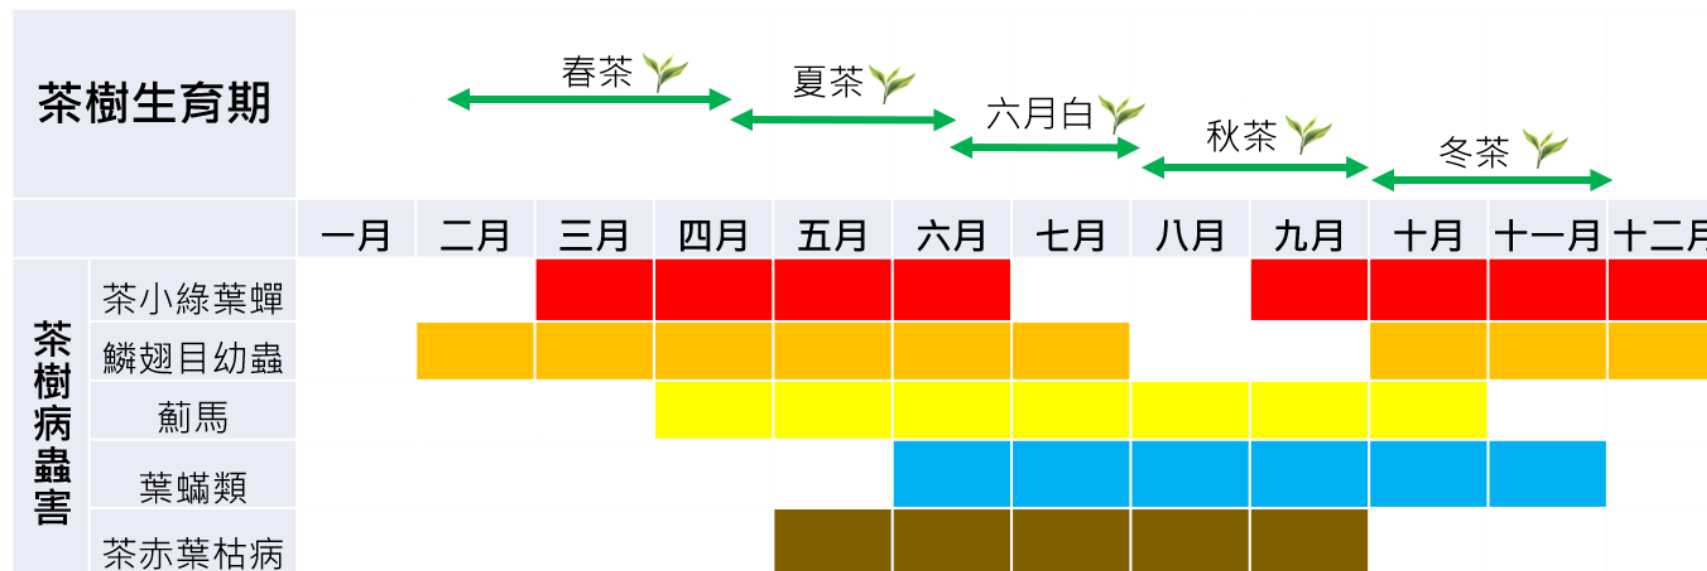 茶樹生育期
春茶
夏茶
六月白
秋茶
冬茶
一月 二月 三月 四月 五月 六月 七月 八月 九月 十月 十一月 十二月
茶樹病蟲害
茶小綠葉蟬
鱗翅目幼蟲
薊馬
葉蟎類
茶赤葉枯病